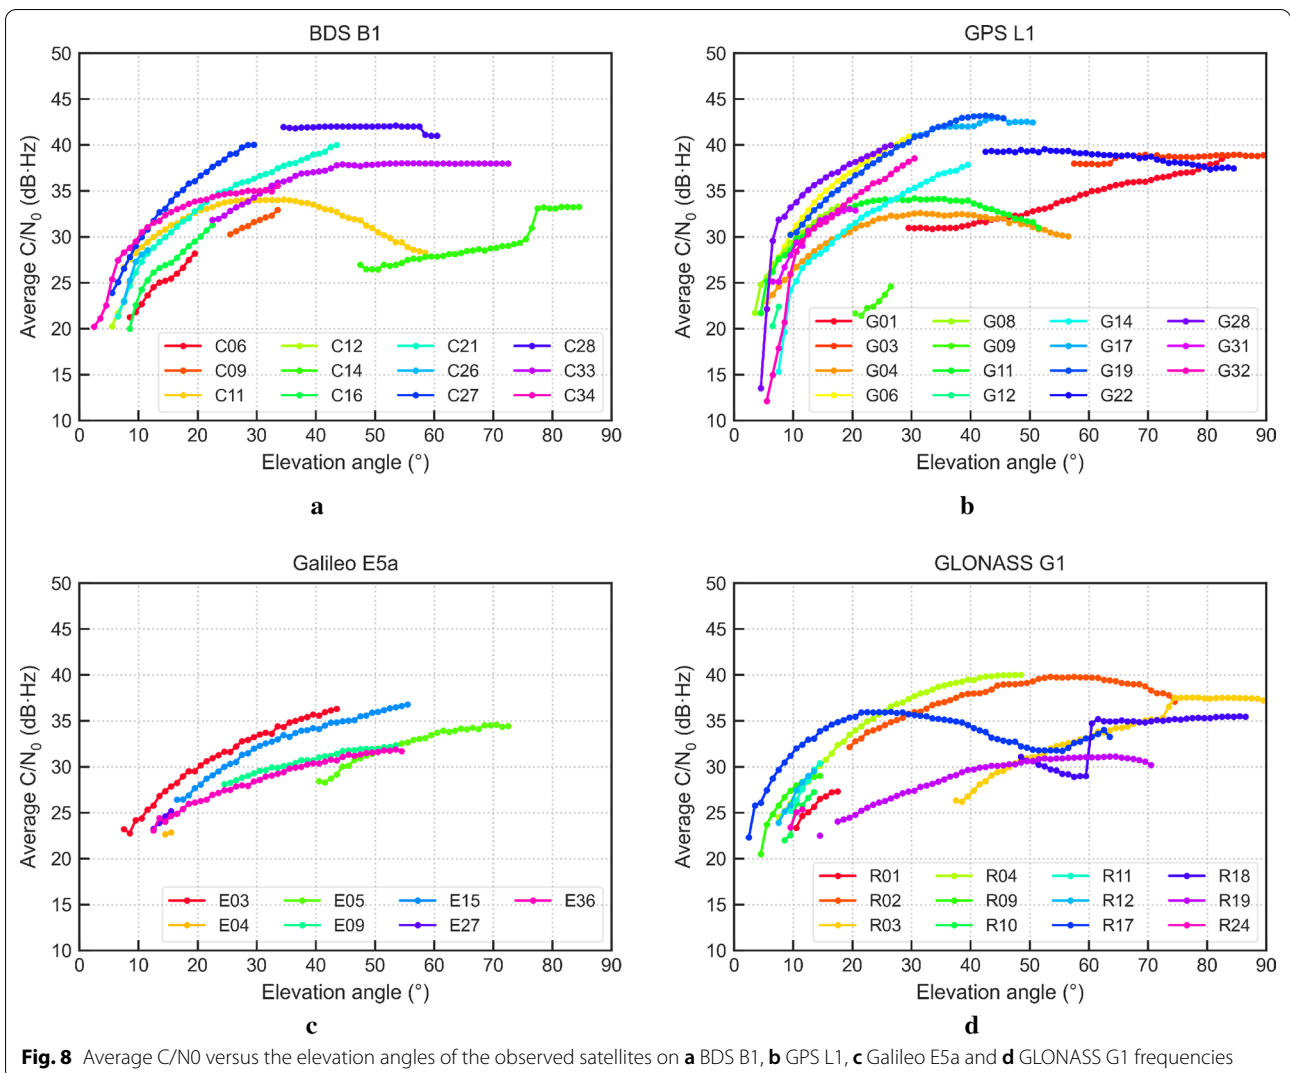 BDS B1
50
45
40
35
30
25
20
15
10
0 10 20 30 40 50 60 70 80 90
Average C/N0 (dB·Hz)
Elevation angle (°)
C06 C12 C21 C28
C09 C14 C26 C33
C11 C16 C27 C34
a
GPS L1
50
45
40
35
30
25
20
15
10
0 10 20 30 40 50 60 70 80 90
Average C/N0 (dB·Hz)
Elevation angle (°)
G01 G08 G14 G28
G03 G09 G17 G31
G04 G11 G19 G32
G06 G12 G22
b
Galileo E5a
50
45
40
35
30
25
20
15
10
0 10 20 30 40 50 60 70 80 90
Average C/N0 (dB·Hz)
Elevation angle (°)
E03 E05 E15 E36
E04 E09 E27
c
GLONASS G1
50
45
40
35
30
25
20
15
10
0 10 20 30 40 50 60 70 80 90
Average C/N0 (dB·Hz)
Elevation angle (°)
R01 R04 R11 R18
R02 R09 R12 R19
R03 R10 R17 R24
d
Fig. 8 Average C/N0 versus the elevation angles of the observed satellites on a BDS B1, b GPS L1, c Galileo E5a and d GLONASS G1 frequencies